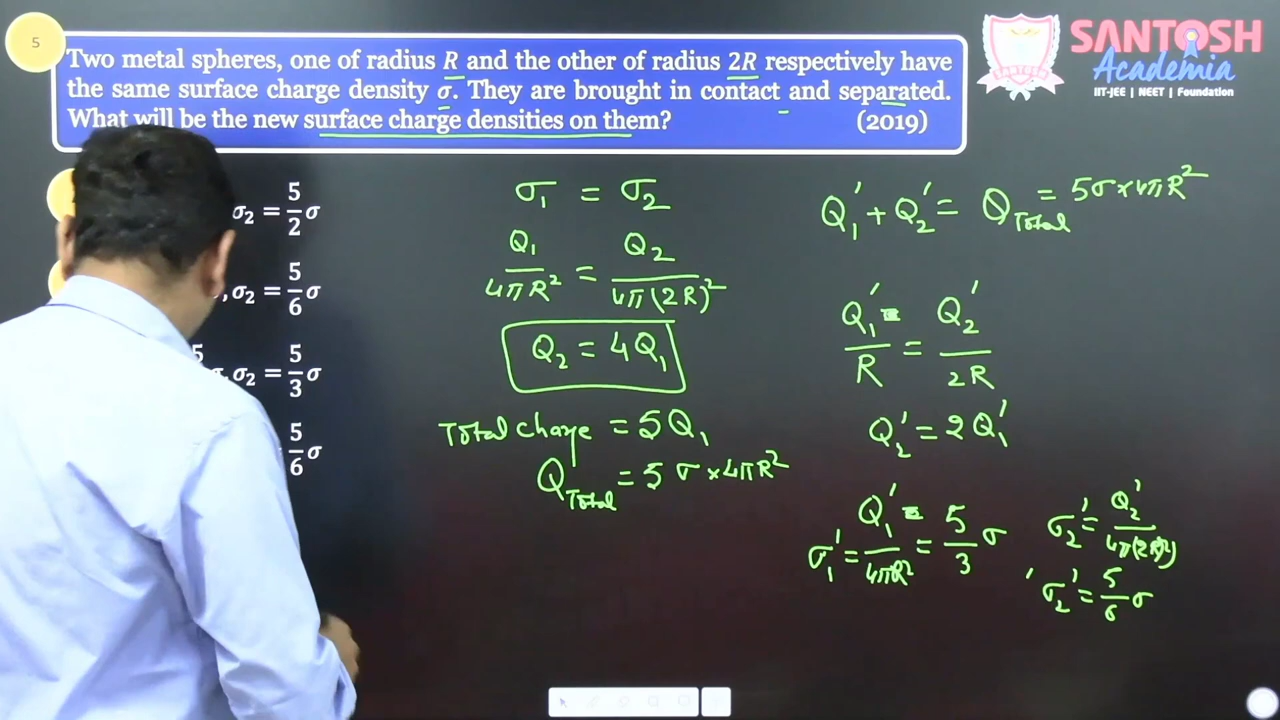 5
Two metal spheres, one of radius R and the other of radius 2R respectively have
the same surface charge density σ. They are brought in contact and separated.
What will be the new surface charge densities on them? (2019)
SANTOSH
Academia
IIT-JEE | NEET | Foundation
SANTOSH
σ₂ = 5/2 σ
, σ₂ = 5/6 σ
σ₂ = 5/3 σ
5/6 σ
σ₁ = σ₂
Q₁/4πR² = Q₂/4π(2R)²
Q₂ = 4Q₁
Total charge = 5Q₁
Q Total = 5 σ × 4πR²
Q₁' + Q₂' = Q Total = 5σ × 4πR²
Q₁'/R = Q₂'/2R
Q₂' = 2Q₁'
σ₁' = Q₁'/4πR² = 5/3 σ
σ₂' = Q₂'/4π(2R)²
σ₂' = 5/6 σ